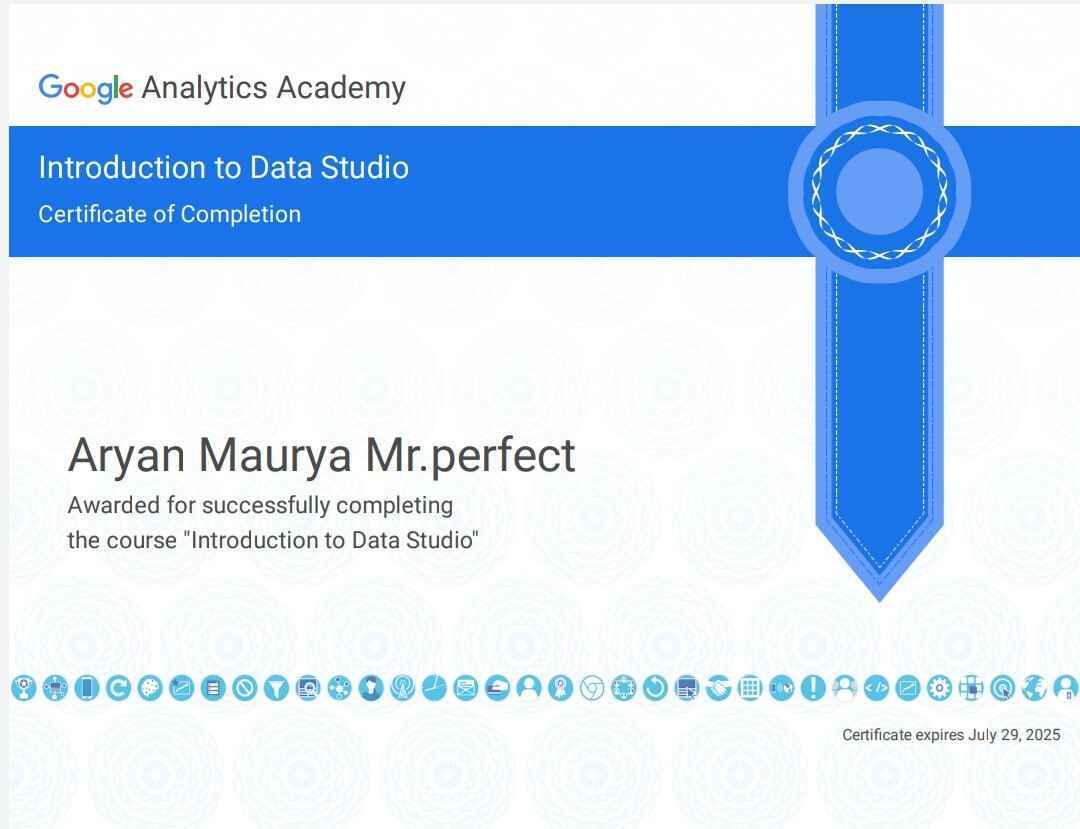 Google Analytics Academy
Introduction to Data Studio
Certificate of Completion
Aryan Maurya Mr.perfect
Awarded for successfully completing
the course "Introduction to Data Studio"
Certificate expires July 29, 2025